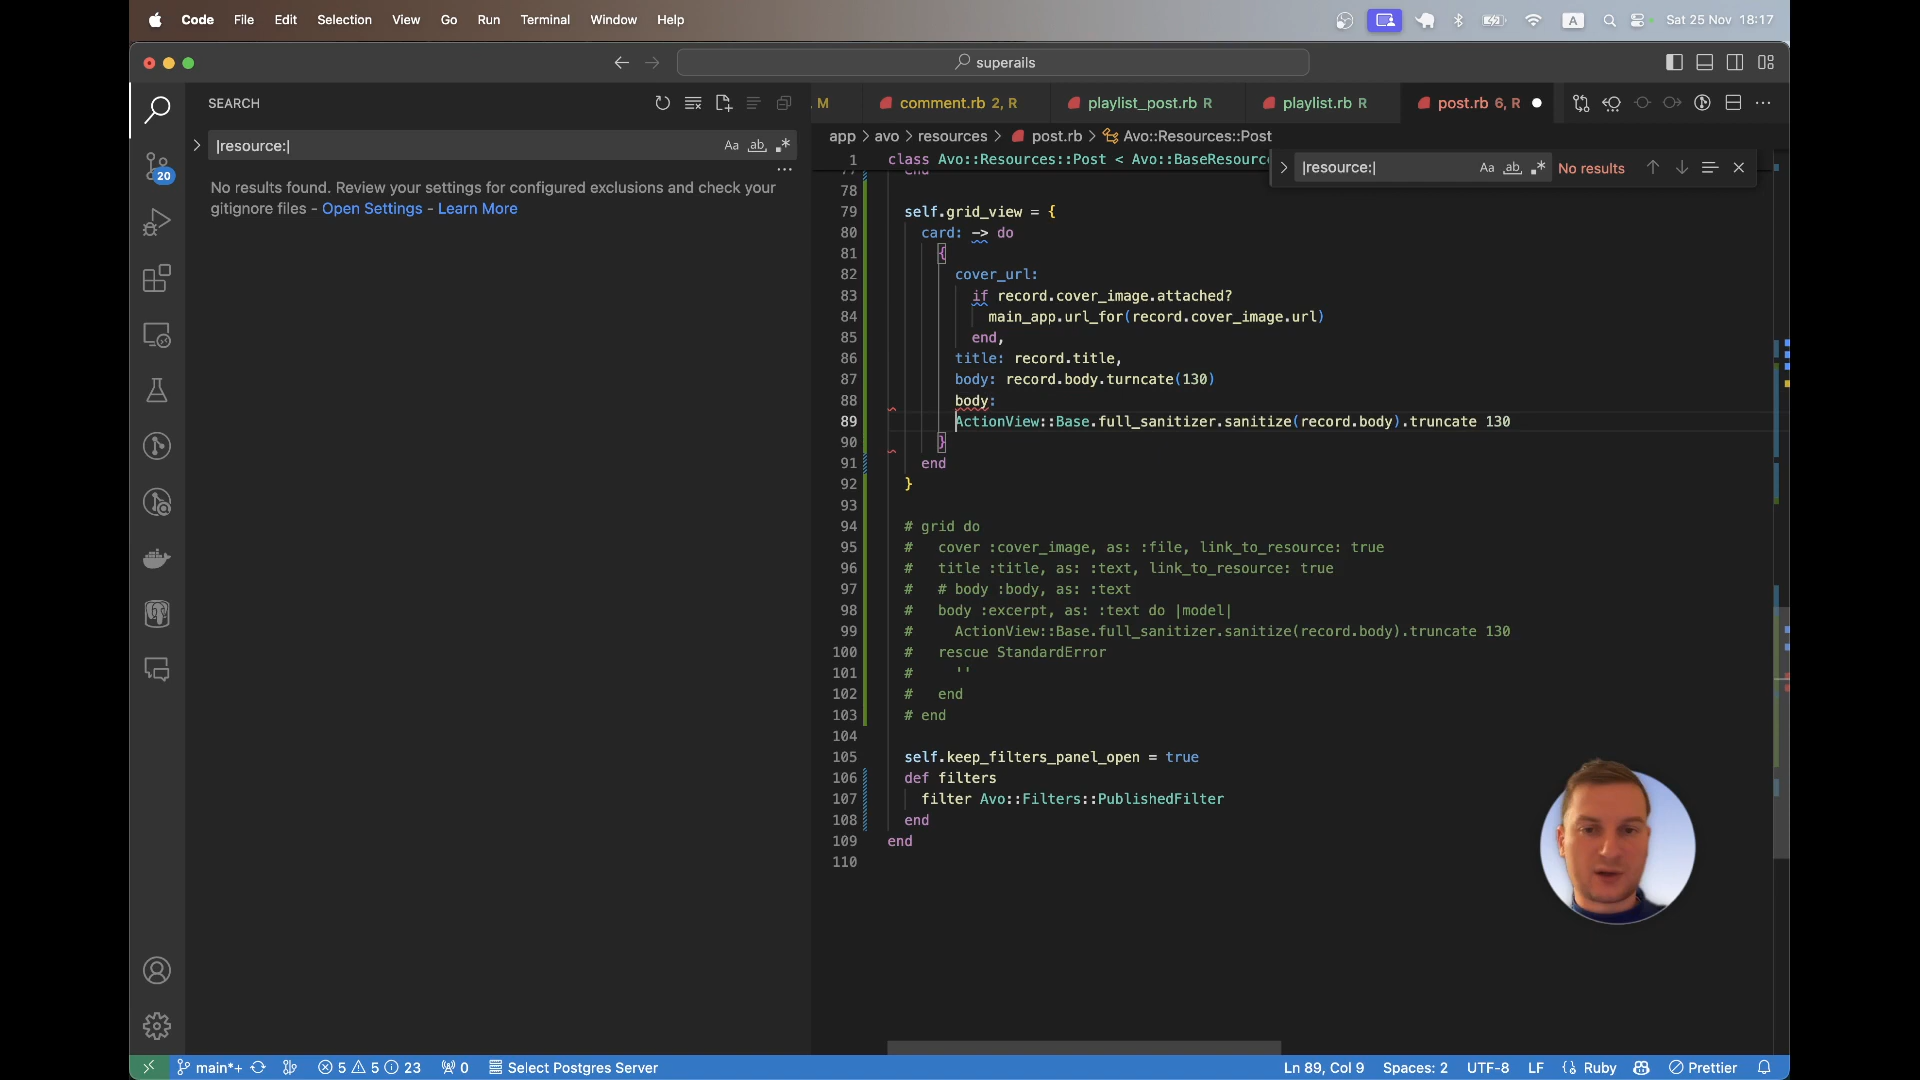 Code File Edit Selection View Go Run Terminal Window Help
A Sat 25 Nov 18:17
superails
SEARCH
M comment.rb 2, R playlist_post.rb R playlist.rb R post.rb 6, R
|resource:| Aa ab
app > avo > resources > post.rb > Avo::Resources::Post
No results found. Review your settings for configured exclusions and check your
gitignore files - Open Settings - Learn More
20
|resource:| Aa ab No results
1 class Avo::Resources::Post < Avo::BaseResource
77 end
78
79 self.grid_view = {
80 card: -> do
81 {
82 cover_url:
83 if record.cover_image.attached?
84 main_app.url_for(record.cover_image.url)
85 end,
86 title: record.title,
87 body: record.body.turncate(130)
88 body:
89 ActionView::Base.full_sanitizer.sanitize(record.body).truncate 130
90 }
91 end
92 }
93
94 # grid do
95 #   cover :cover_image, as: :file, link_to_resource: true
96 #   title :title, as: :text, link_to_resource: true
97 #   # body :body, as: :text
98 #   body :excerpt, as: :text do |model|
99 #     ActionView::Base.full_sanitizer.sanitize(record.body).truncate 130
100 #   rescue StandardError
101 #     ''
102 #   end
103 # end
104
105 self.keep_filters_panel_open = true
106 def filters
107 filter Avo::Filters::PublishedFilter
108 end
109 end
110
main*+ 5 5 23 0 Select Postgres Server Ln 89, Col 9 Spaces: 2 UTF-8 LF Ruby Prettier